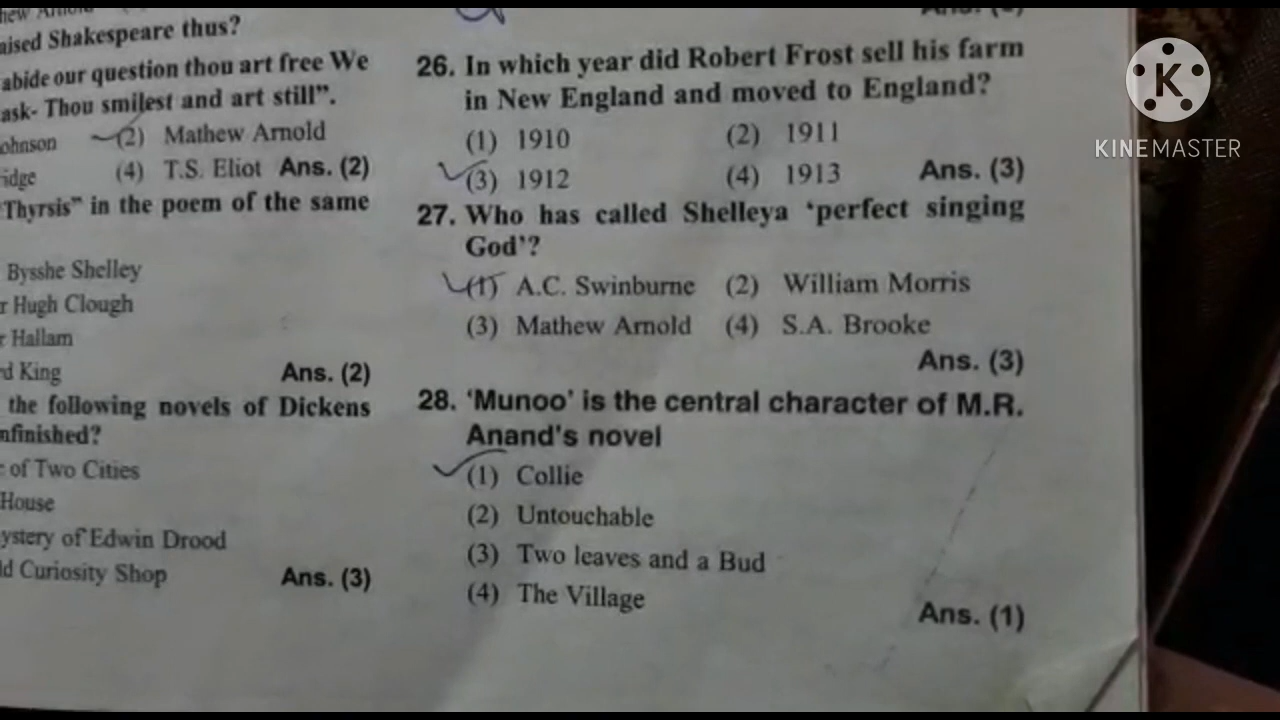 aised Shakespeare thus?
abide our question thou art free We
ask- Thou smilest and art still”.
ohnson (2) Mathew Arnold
idge (4) T.S. Eliot Ans. (2)
Thyrsis” in the poem of the same
Bysshe Shelley
r Hugh Clough
r Hallam
rd King Ans. (2)
the following novels of Dickens
nfinished?
of Two Cities
House
ystery of Edwin Drood
ld Curiosity Shop Ans. (3)
26. In which year did Robert Frost sell his farm
in New England and moved to England?
(1) 1910 (2) 1911
(3) 1912 (4) 1913 Ans. (3)
27. Who has called Shelleya ‘perfect singing
God’?
(1) A.C. Swinburne (2) William Morris
(3) Mathew Arnold (4) S.A. Brooke
Ans. (3)
28. ‘Munoo’ is the central character of M.R.
Anand's novel
(1) Collie
(2) Untouchable
(3) Two leaves and a Bud
(4) The Village
Ans. (1)
K
KINEMASTER